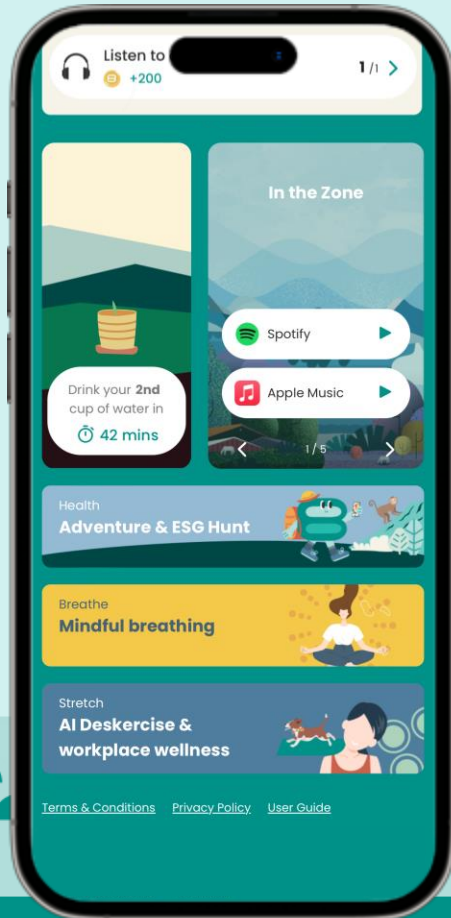 Listen to
+200
1 /1
In the Zone
Spotify
Apple Music
Drink your 2nd
cup of water in
42 mins
1 / 5
Health
Adventure & ESG Hunt
Breathe
Mindful breathing
Stretch
AI Deskercise &
workplace wellness
Terms & Conditions Privacy Policy User Guide